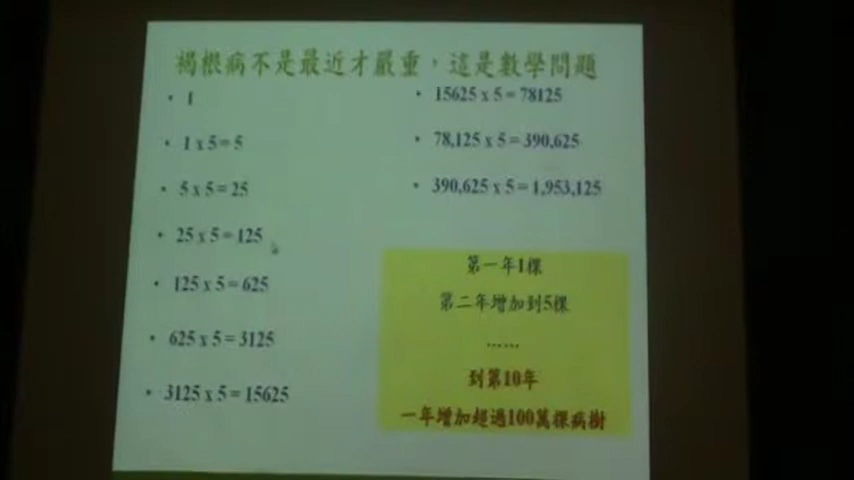 褐根病不是最近才嚴重，這是數學問題
• 1
• 1 x 5 = 5
• 5 x 5 = 25
• 25 x 5 = 125
• 125 x 5 = 625
• 625 x 5 = 3125
• 3125 x 5 = 15625
• 15625 x 5 = 78125
• 78,125 x 5 = 390,625
• 390,625 x 5 = 1,953,125
第一年1棵
第二年增加到5棵
……
到第10年
一年增加超過100萬棵病樹